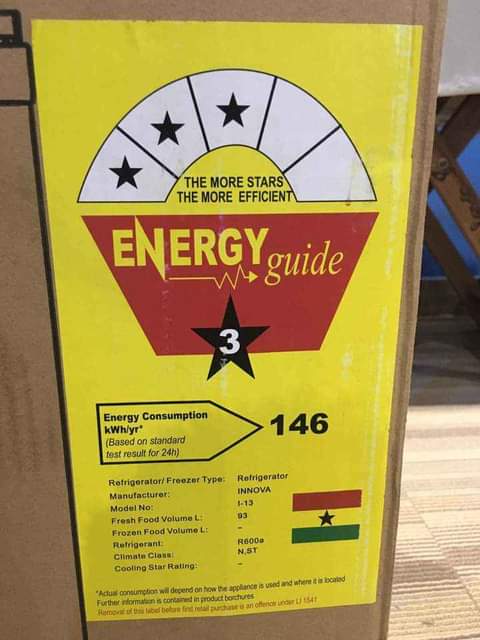 THE MORE STARS
THE MORE EFFICIENT
ENERGY guide
3
Energy Consumption
kWh/yr*
(Based on standard
test result for 24h)
146
Refrigerator/ Freezer Type: Refrigerator
Manufacturer: INNOVA
Model No: I-13
Fresh Food Volume L: 93
Frozen Food Volume L: -
Refrigerant: R600a
Climate Class: N,ST
Cooling Star Rating: -
*Actual consumption will depend on how the appliance is used and where it is located
Further information is contained in product borchures
Removal of this label before first retail purchase is an offence under LI 1541